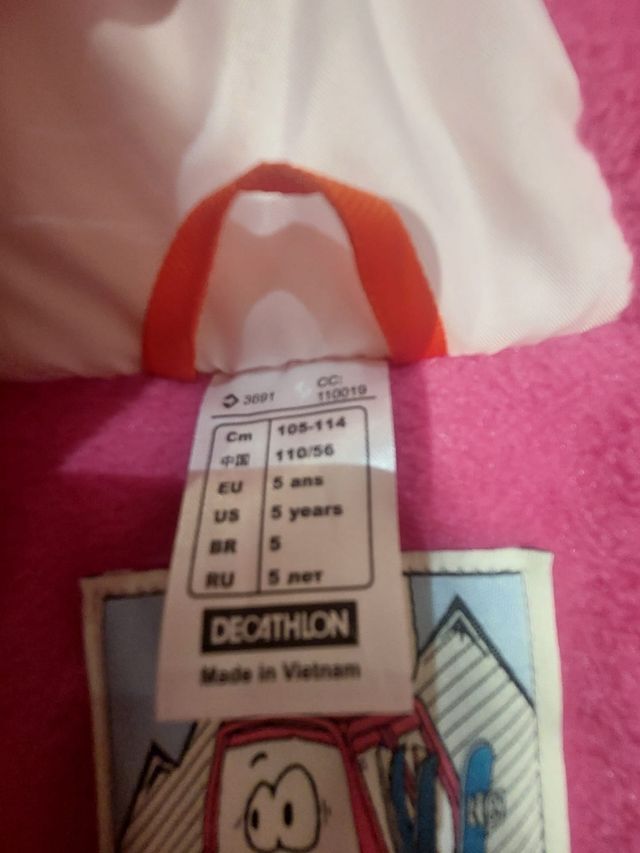 3691 CC: 110019
Cm 105-114
中国 110/56
EU 5 ans
US 5 years
BR 5
RU 5 лет
DECATHLON
Made in Vietnam